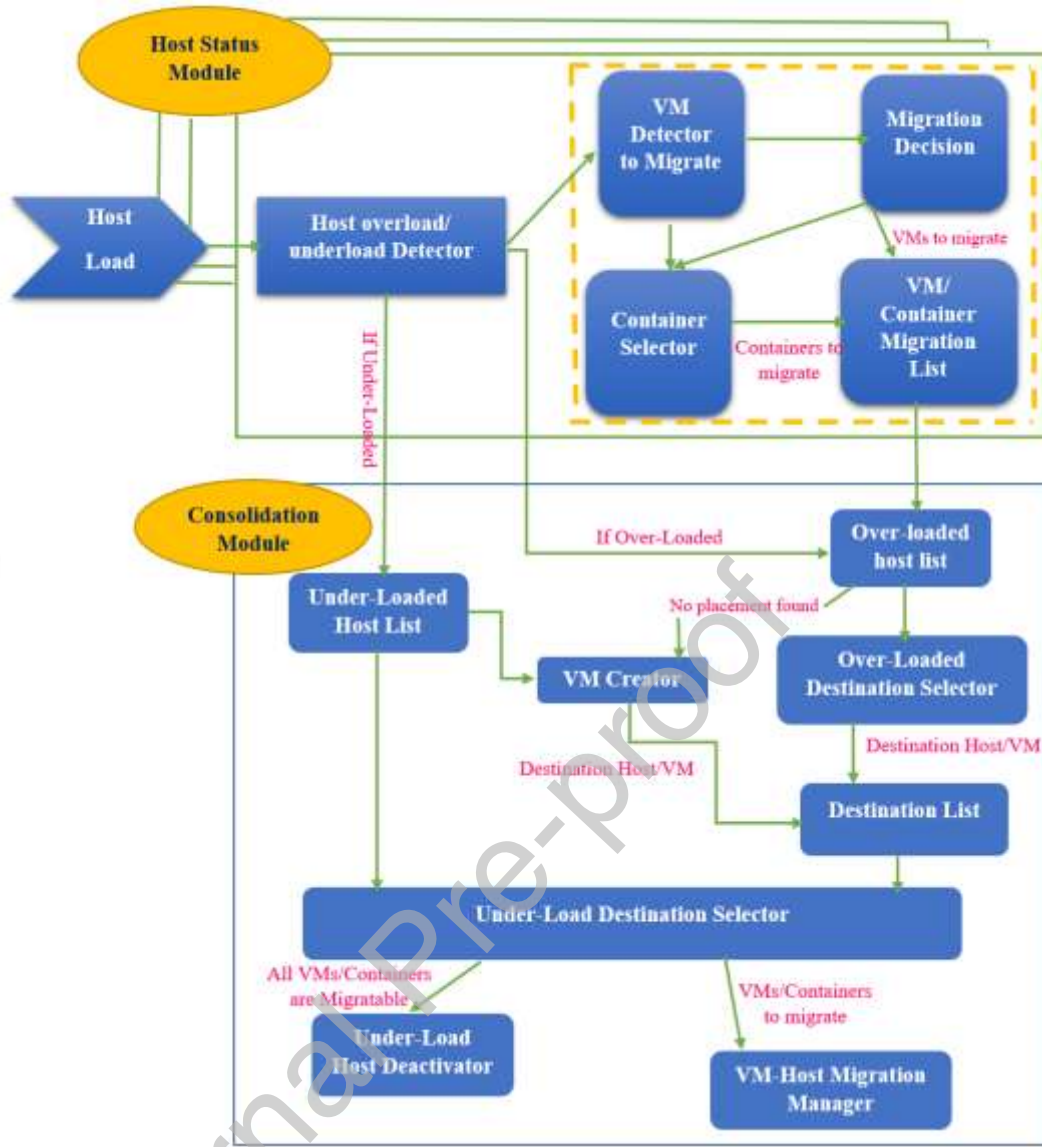 Host Status
Module
VM
Detector
to Migrate
Migration
Decision
Host
Load
Host overload/
underload Detector
VMs to migrate
Container
Selector
Containers to
migrate
VM/
Container
Migration
List
If Under-Loaded
Consolidation
Module
If Over-Loaded
Over-loaded
host list
Under-Loaded
Host List
No placement found
VM Creator
Over-Loaded
Destination Selector
Destination Host/VM
Destination Host/VM
Destination List
Under-Load Destination Selector
All VMs/Containers
are Migratable
VMs/Containers
to migrate
Under-Load
Host Deactivator
VM-Host Migration
Manager
rnal Pre-proof